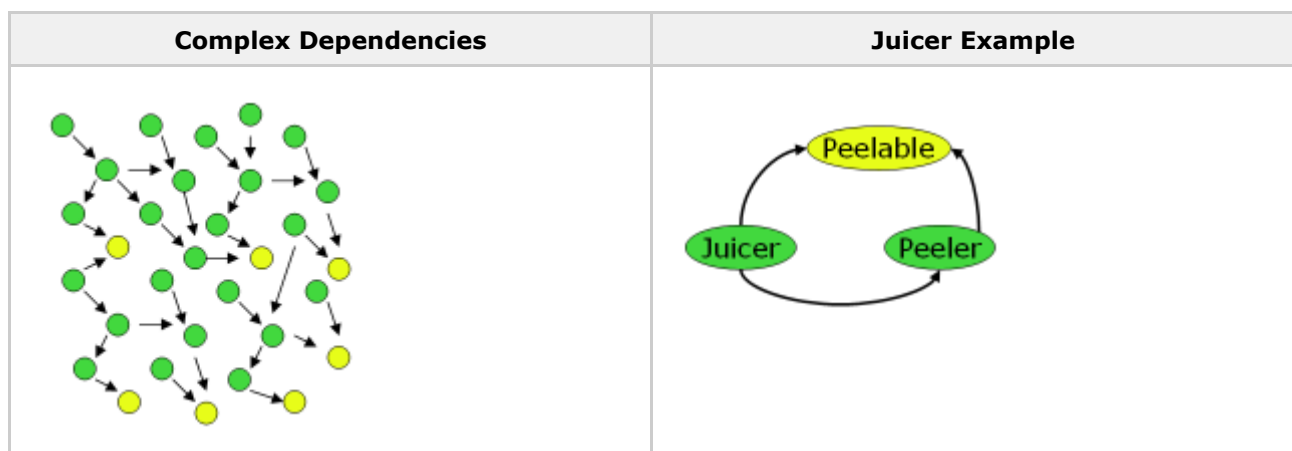 Complex Dependencies
Juicer Example
Peelable
Juicer
Peeler